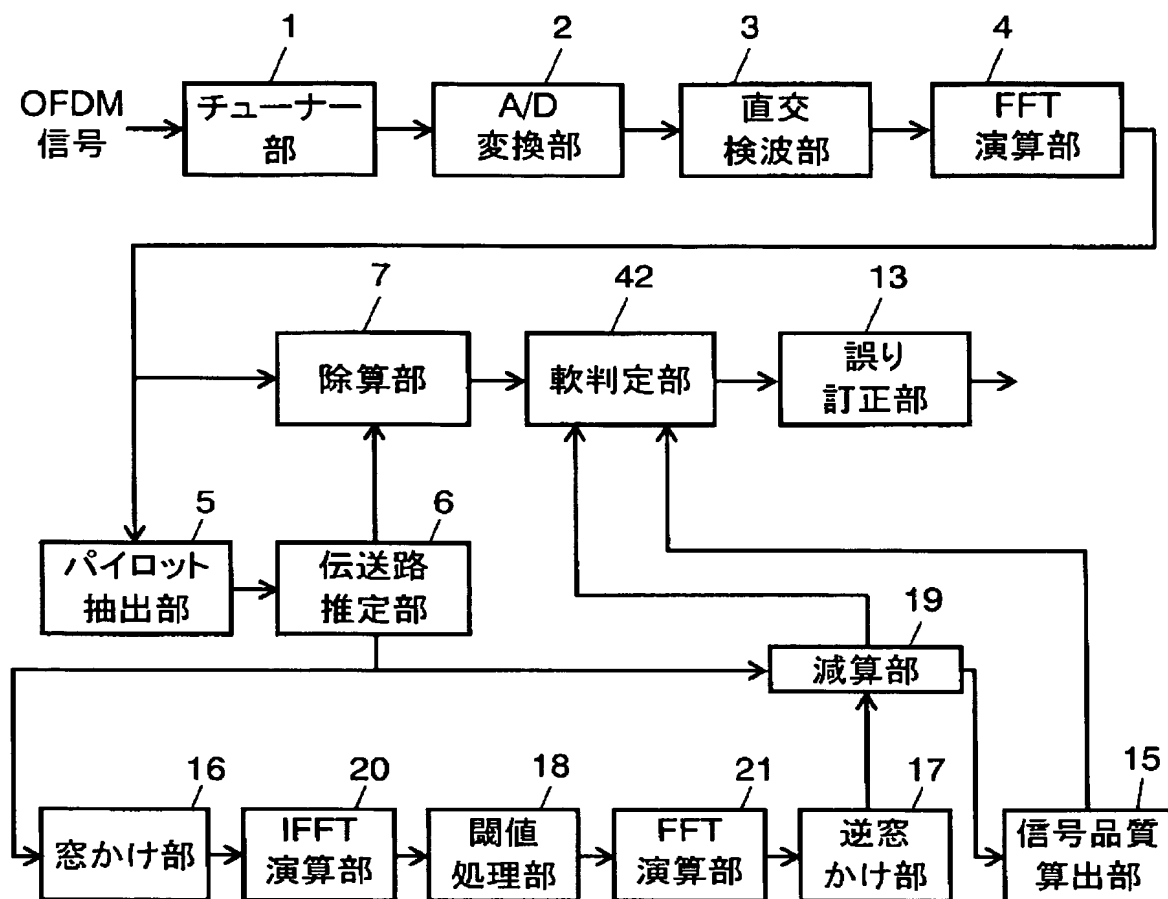 1
2
3
4
OFDM
信号
チューナー
部
A/D
変換部
直交
検波部
FFT
演算部
7
42
13
除算部
軟判定部
誤り
訂正部
5
6
パイロット
抽出部
伝送路
推定部
19
減算部
16
20
18
21
17
15
窓かけ部
IFFT
演算部
閾値
処理部
FFT
演算部
逆窓
かけ部
信号品質
算出部